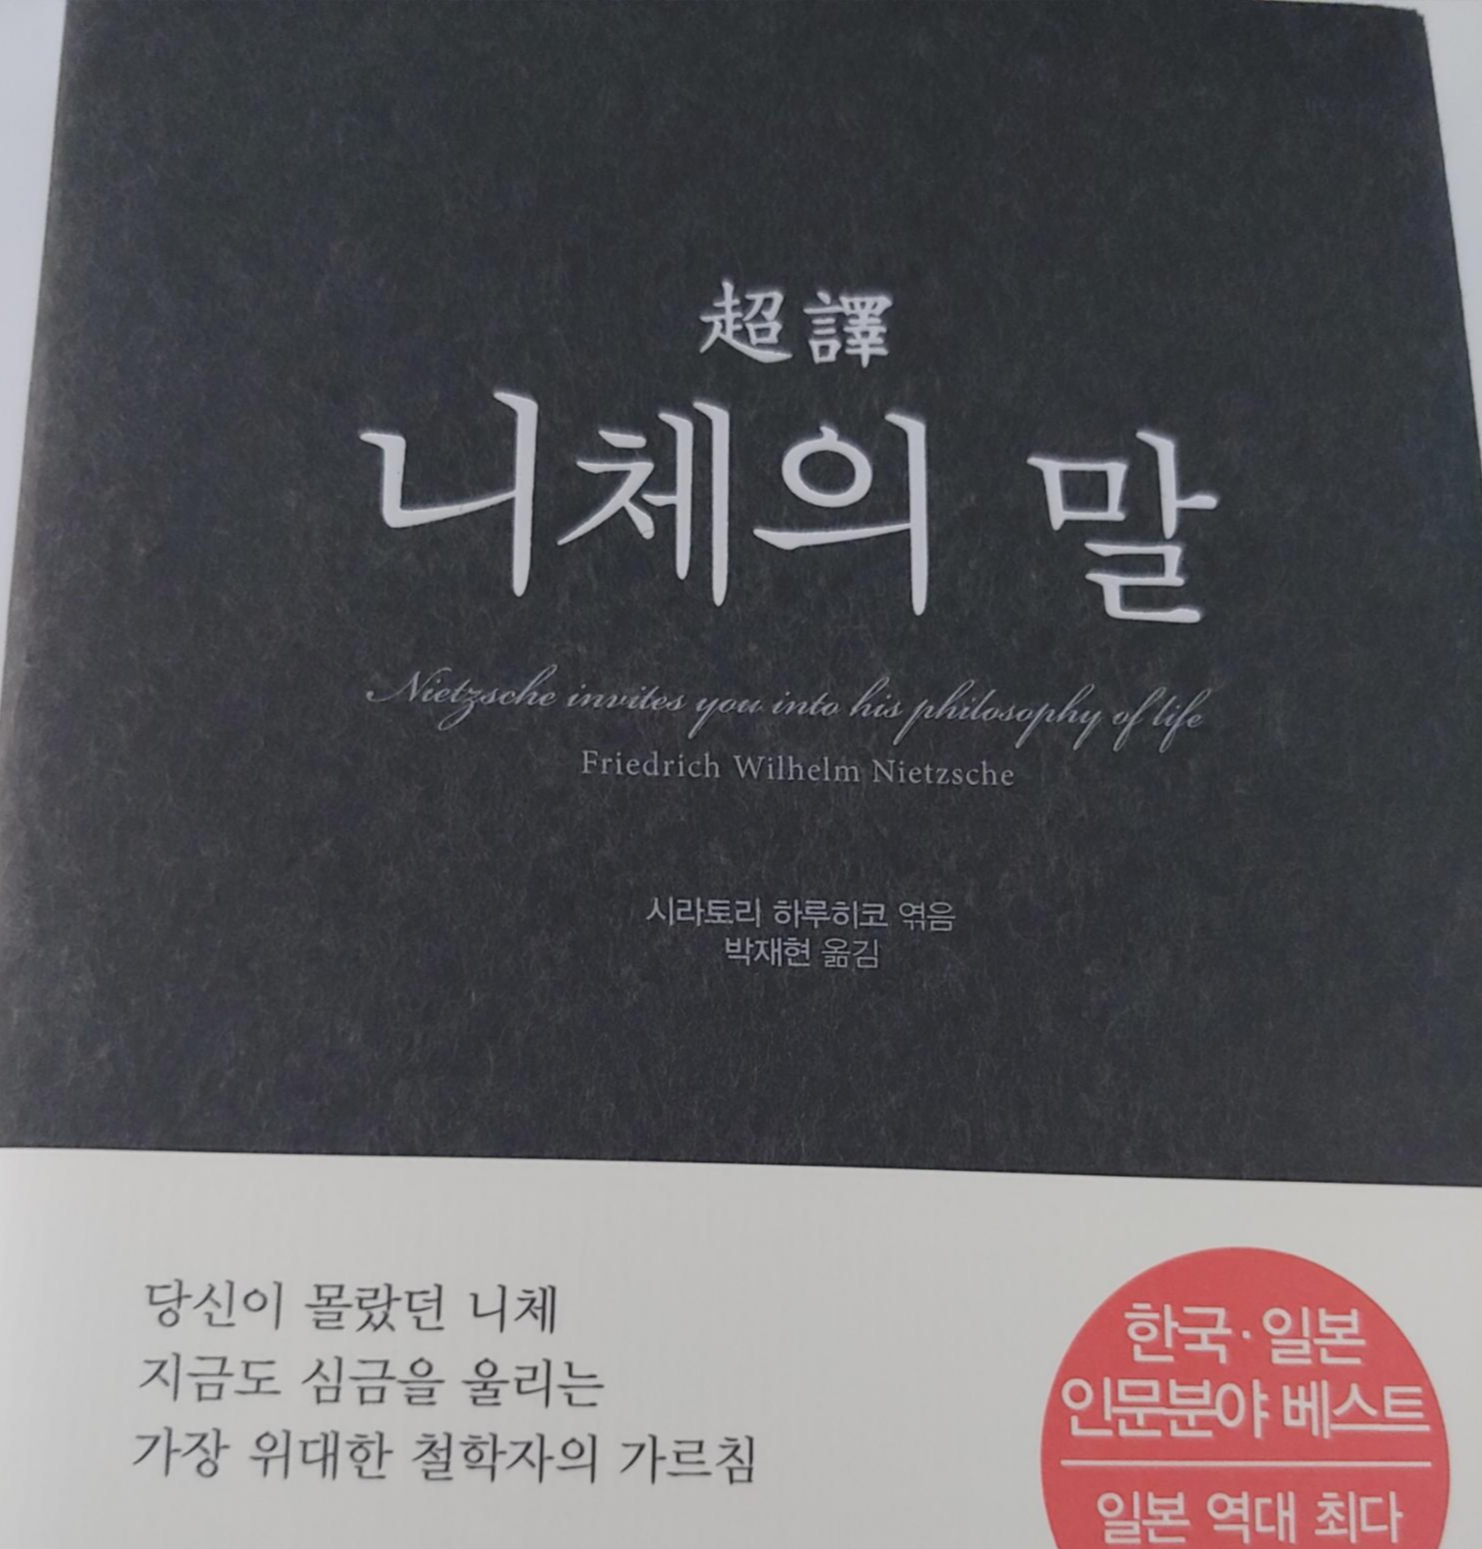 超譯
니체의 말
Nietzsche invites you into his philosophy of life
Friedrich Wilhelm Nietzsche
시라토리 하루히코 엮음
박재현 옮김
당신이 몰랐던 니체
지금도 심금을 울리는
가장 위대한 철학자의 가르침
한국·일본
인문분야 베스트
일본 역대 최다